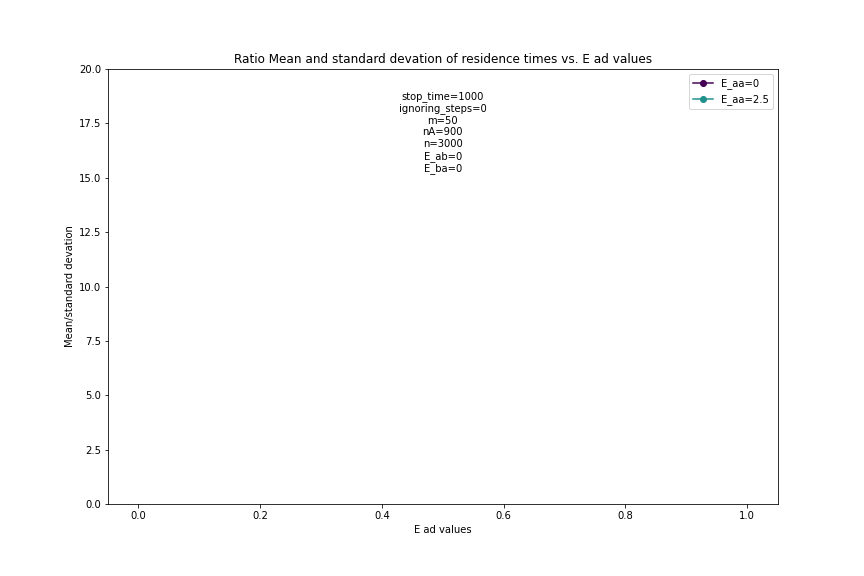 Ratio Mean and standard devation of residence times vs. E ad values
20.0
17.5
15.0
12.5
10.0
7.5
5.0
2.5
0.0
Mean/standard devation
stop_time=1000
ignoring_steps=0
m=50
nA=900
n=3000
E_ab=0
E_ba=0
E_aa=0
E_aa=2.5
0.0 0.2 0.4 0.6 0.8 1.0
E ad values